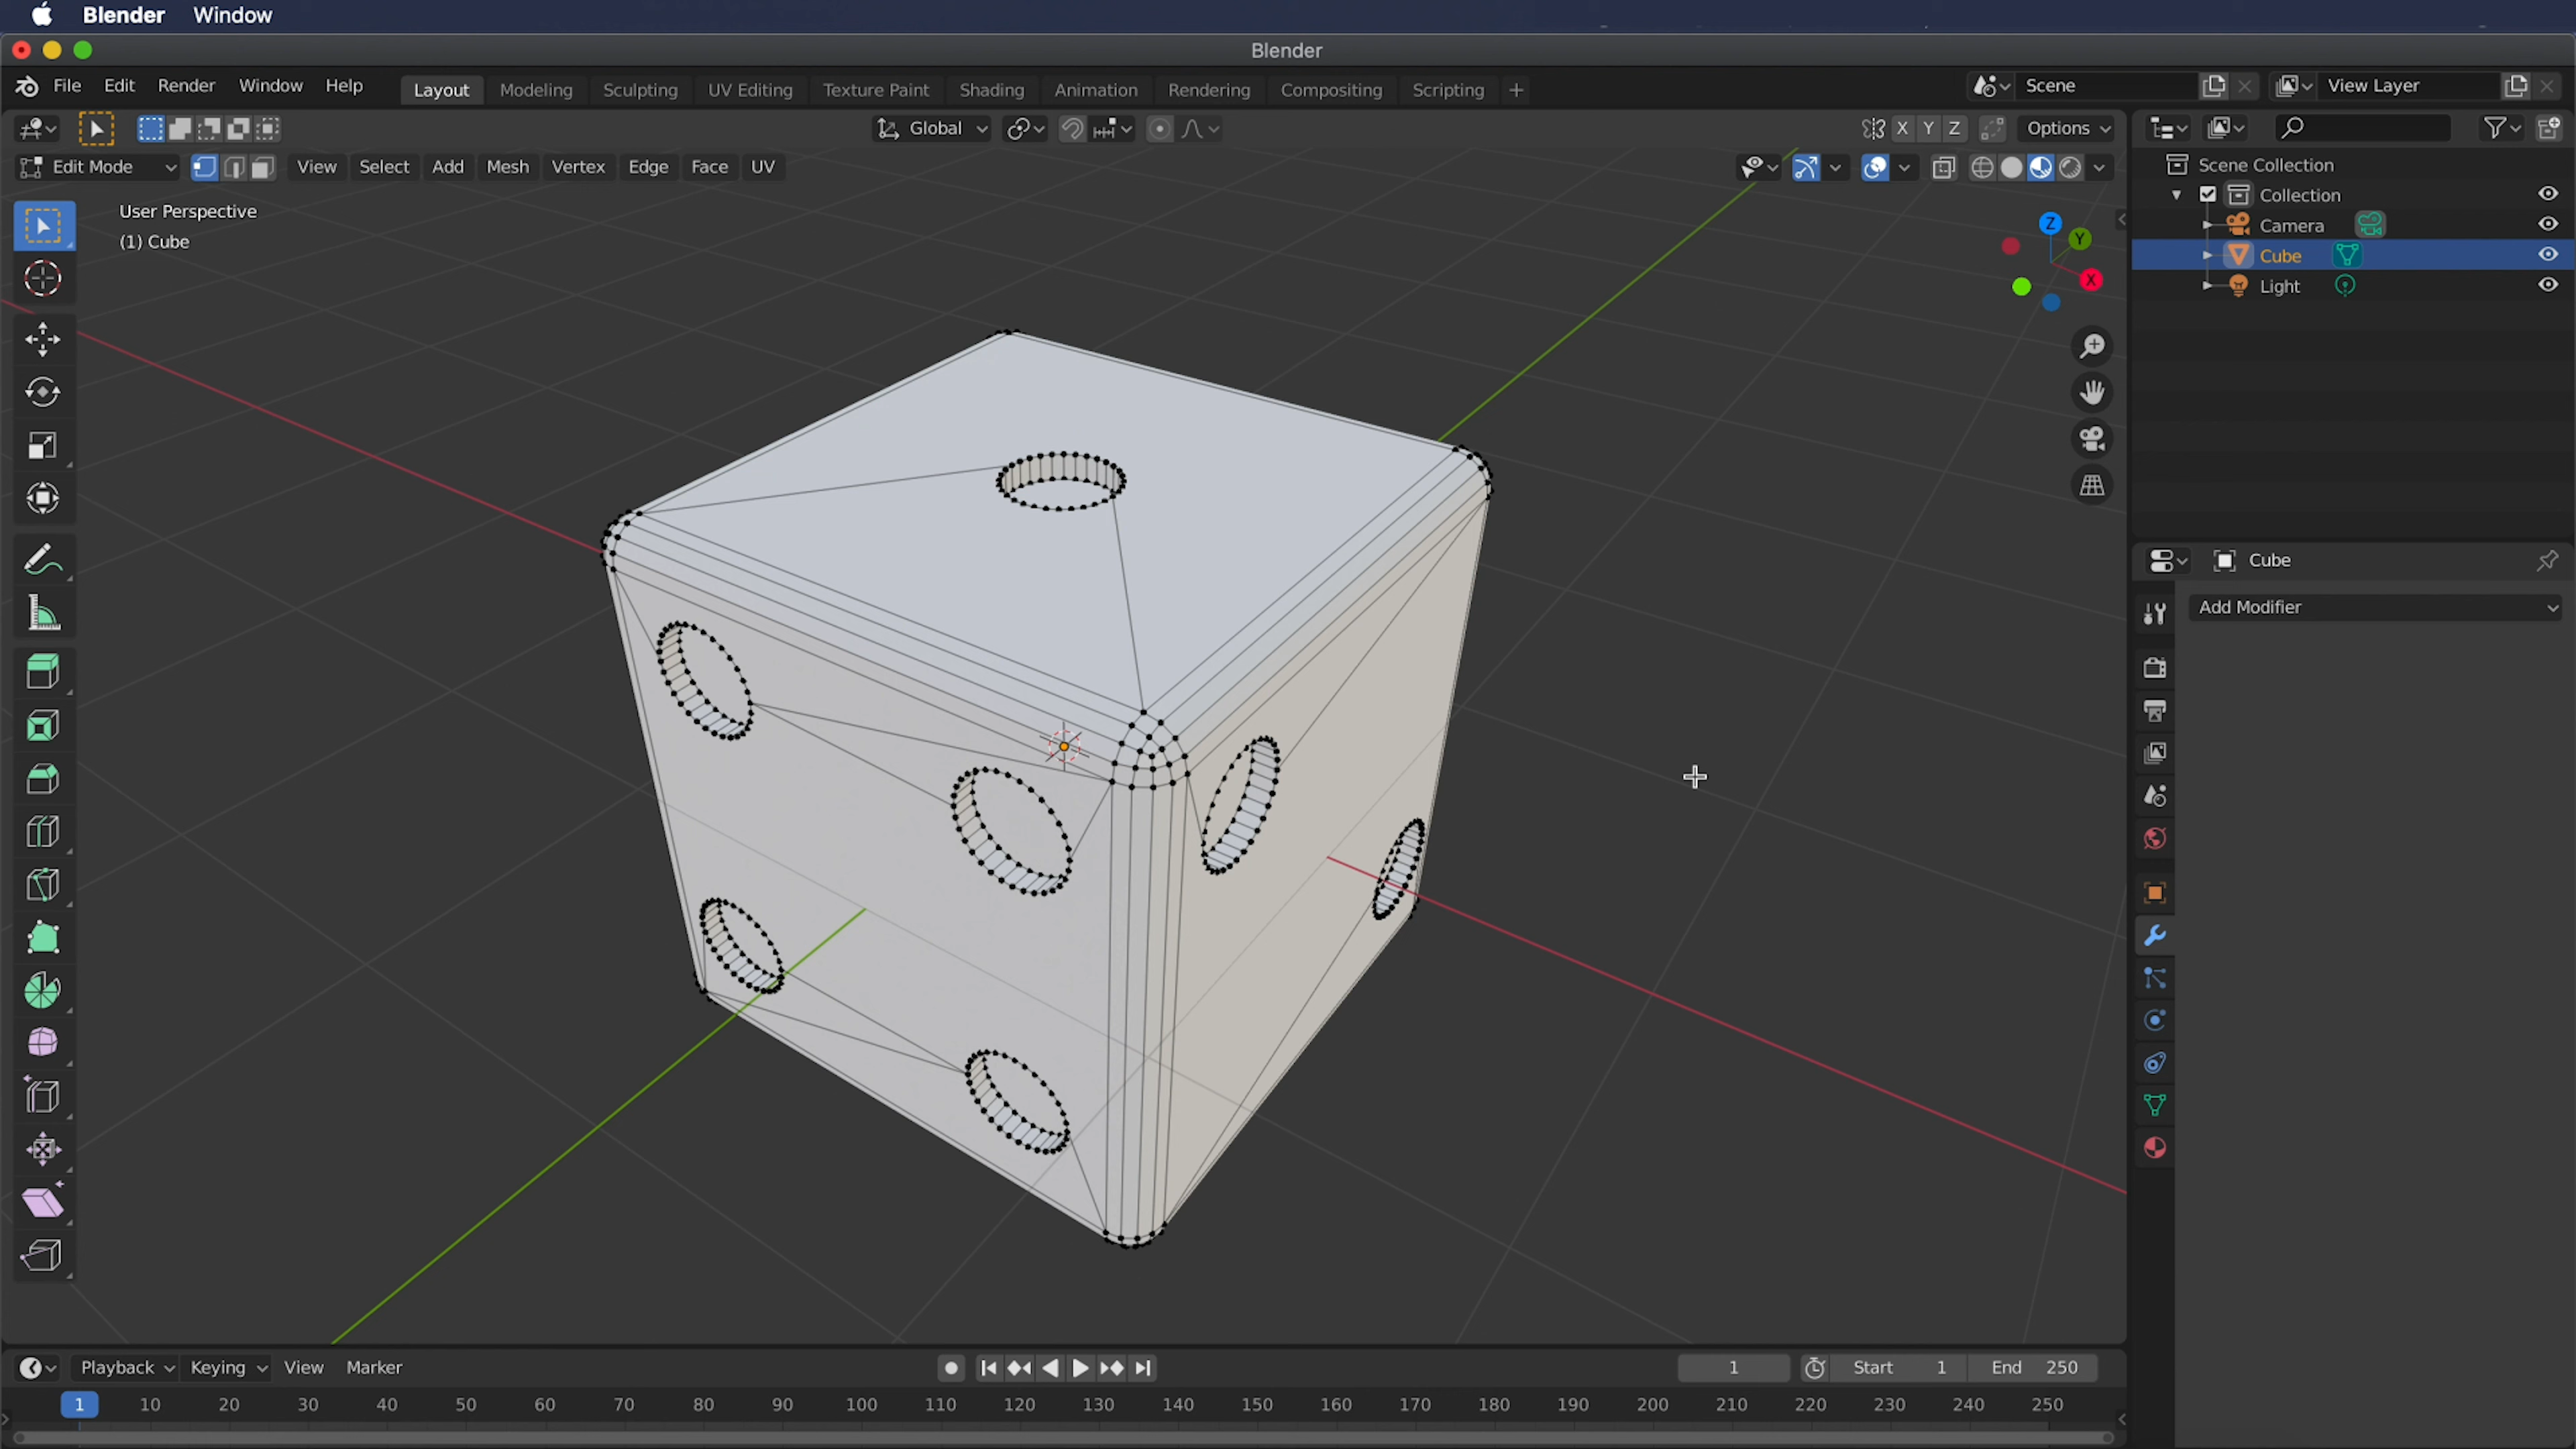 Blender Window
Blender
File Edit Render Window Help Layout Modeling Sculpting UV Editing Texture Paint Shading Animation Rendering Compositing Scripting + Scene View Layer
Global X Y Z Options
Edit Mode View Select Add Mesh Vertex Edge Face UV
Scene Collection
Collection
Camera
Cube
Light
User Perspective
(1) Cube
Z
Y
X
Cube
Add Modifier
Playback Keying View Marker 1 Start 1 End 250
1 10 20 30 40 50 60 70 80 90 100 110 120 130 140 150 160 170 180 190 200 210 220 230 240 250